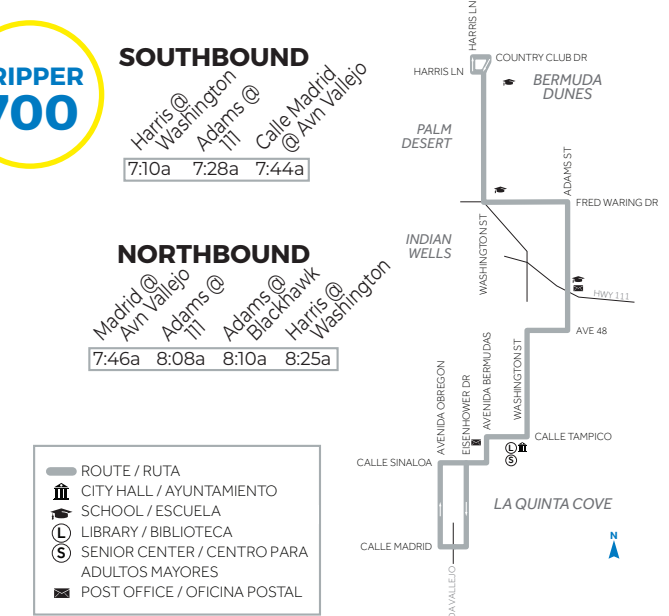 RIPPER
700
SOUTHBOUND
Harris @ Washington
Adams @ 111
Calle Madrid @ Avn Vallejo
7:10a 7:28a 7:44a
NORTHBOUND
Madrid @ Avn Vallejo
Adams @ 111
Adams @ Blackhawk
Harris @ Washington
7:46a 8:08a 8:10a 8:25a
ROUTE / RUTA
CITY HALL / AYUNTAMIENTO
SCHOOL / ESCUELA
L LIBRARY / BIBLIOTECA
S SENIOR CENTER / CENTRO PARA
ADULTOS MAYORES
POST OFFICE / OFICINA POSTAL
HARRIS LN
COUNTRY CLUB DR
HARRIS LN
BERMUDA
DUNES
PALM
DESERT
ADAMS ST
FRED WARING DR
INDIAN
WELLS
WASHINGTON ST
HWY 111
AVE 48
AVENIDA OBREGON
EISENHOWER DR
AVENIDA BERMUDAS
WASHINGTON ST
CALLE TAMPICO
L
S
CALLE SINALOA
LA QUINTA COVE
CALLE MADRID
DA VALLEJO
N